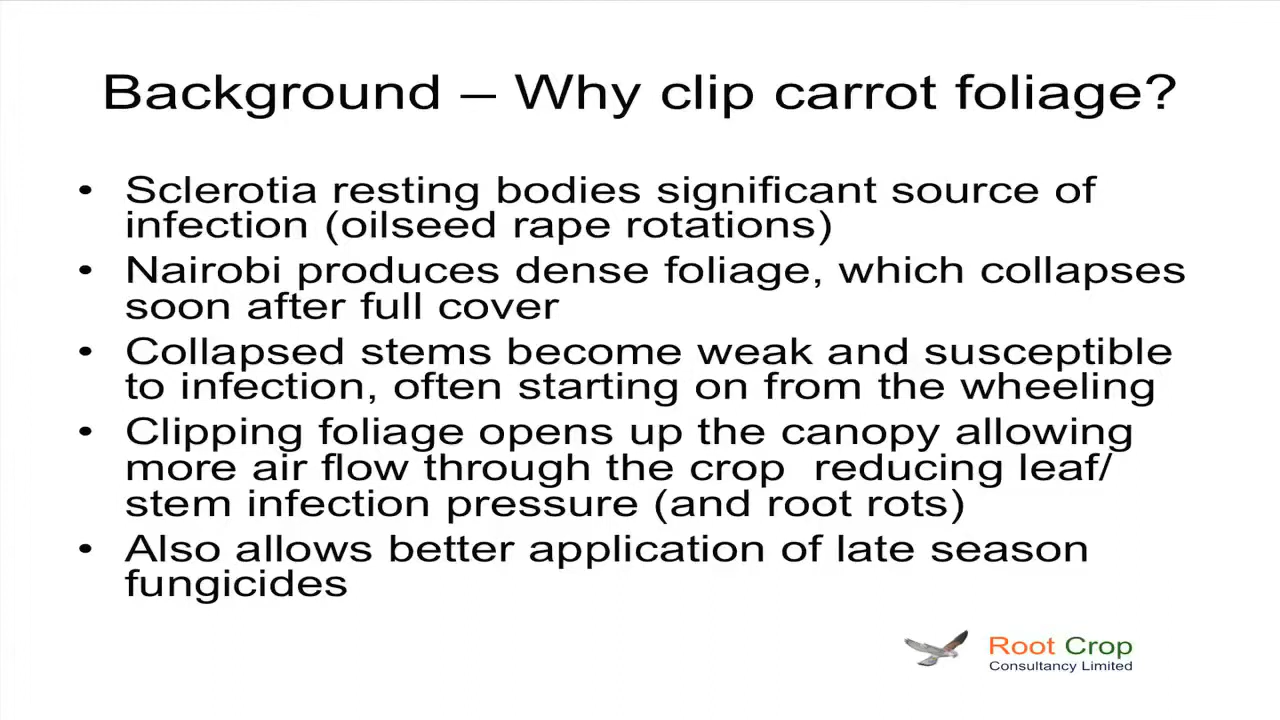 Background – Why clip carrot foliage?
• Sclerotia resting bodies significant source of
infection (oilseed rape rotations)
• Nairobi produces dense foliage, which collapses
soon after full cover
• Collapsed stems become weak and susceptible
to infection, often starting on from the wheeling
• Clipping foliage opens up the canopy allowing
more air flow through the crop  reducing leaf/
stem infection pressure (and root rots)
• Also allows better application of late season
fungicides
Root Crop
Consultancy Limited